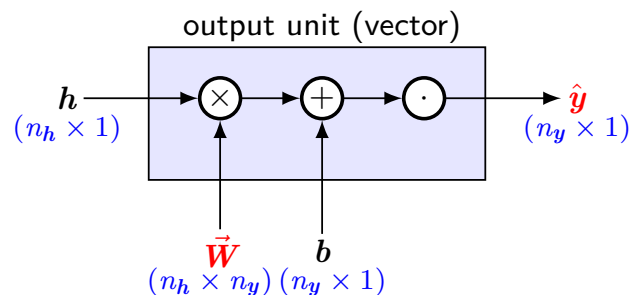 output unit (vector)
h × + · ŷ
(n_h × 1) (n_y × 1)
W⃗ b
(n_h × n_y) (n_y × 1)